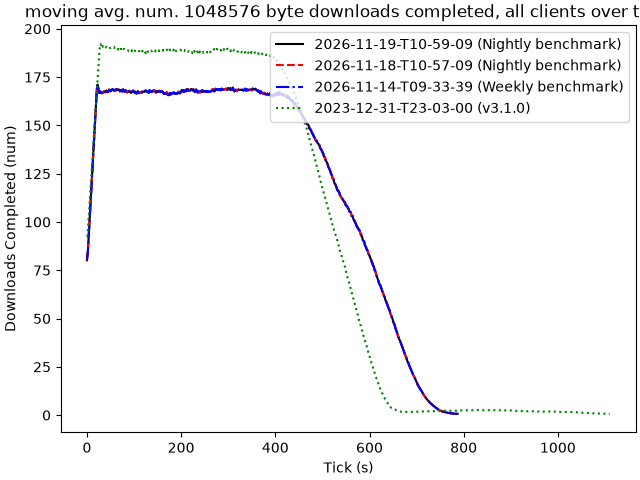 moving avg. num. 1048576 byte downloads completed, all clients over t
200
175
150
125
100
75
50
25
0
Downloads Completed (num)
2026-11-19-T10-59-09 (Nightly benchmark)
2026-11-18-T10-57-09 (Nightly benchmark)
2026-11-14-T09-33-39 (Weekly benchmark)
2023-12-31-T23-03-00 (v3.1.0)
0 200 400 600 800 1000
Tick (s)